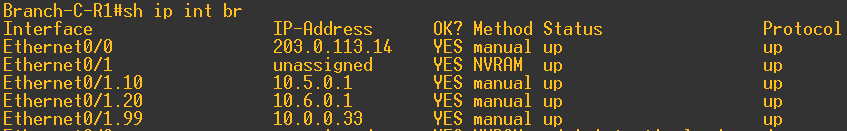 Branch-C-R1#sh ip int br
Interface IP-Address OK? Method Status Protocol
Ethernet0/0 203.0.113.14 YES manual up up
Ethernet0/1 unassigned YES NVRAM up up
Ethernet0/1.10 10.5.0.1 YES manual up up
Ethernet0/1.20 10.6.0.1 YES manual up up
Ethernet0/1.99 10.0.0.33 YES manual up up